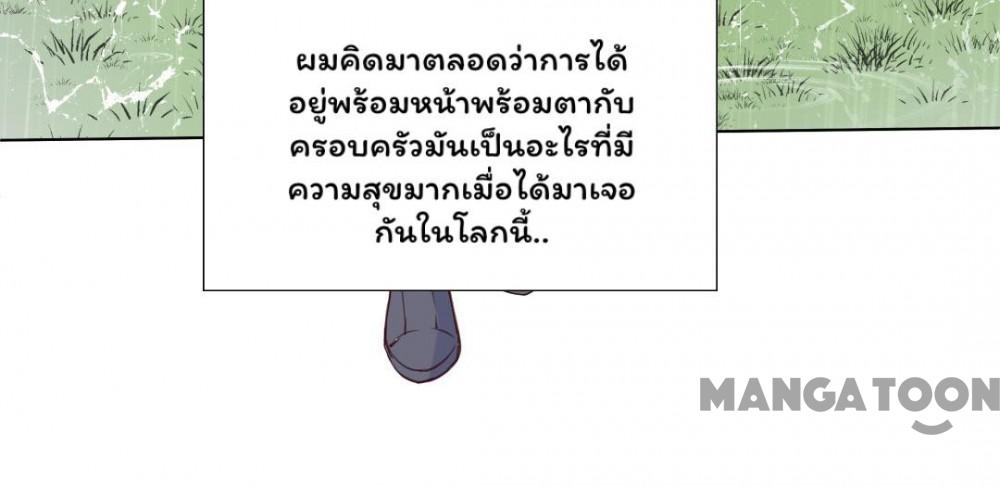 ผมคิดมาตลอดว่าการได้
อยู่พร้อมหน้าพร้อมตากับ
ครอบครัวมันเป็นอะไรที่มี
ความสุขมากเมื่อได้มาเจอ
กันในโลกนี้..
MANGATOON